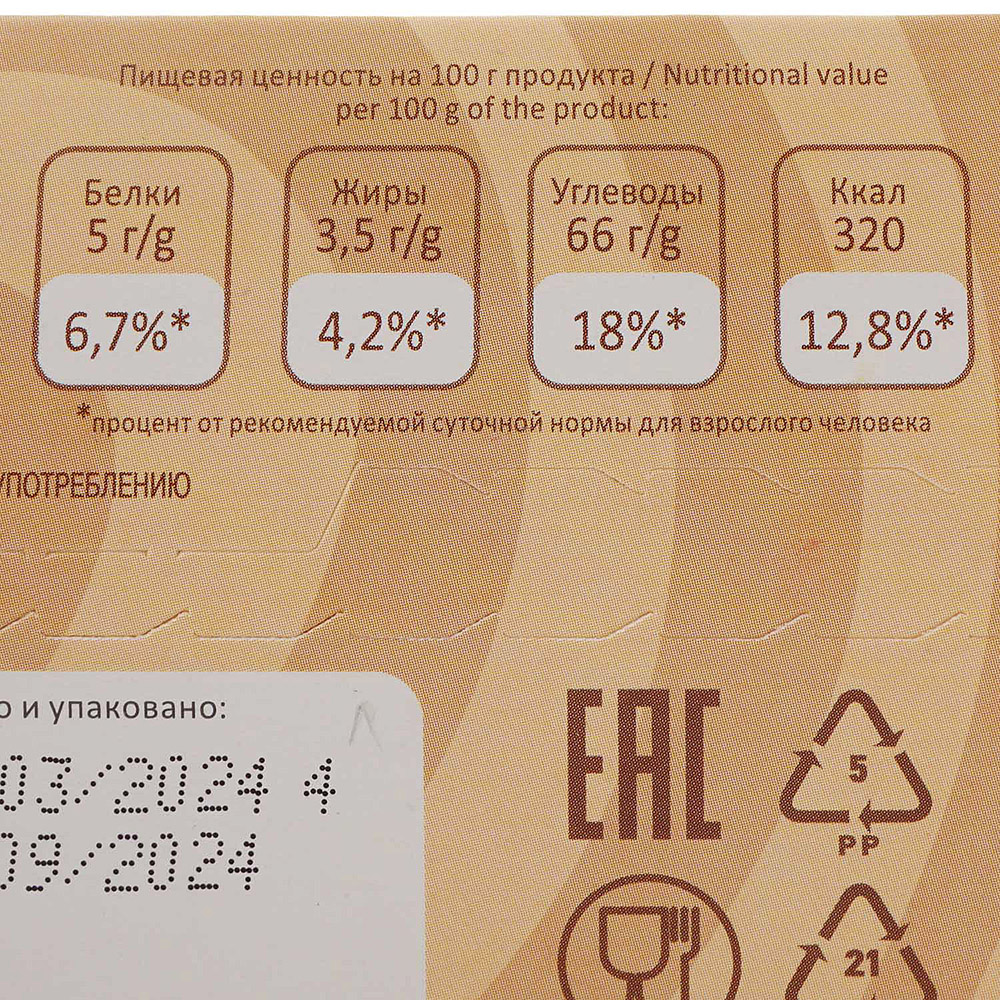 Пищевая ценность на 100 г продукта / Nutritional value
per 100 g of the product:
Белки
5 г/g
6,7%*
Жиры
3,5 г/g
4,2%*
Углеводы
66 г/g
18%*
Ккал
320
12,8%*
*процент от рекомендуемой суточной нормы для взрослого человека
УПОТРЕБЛЕНИЮ
о и упаковано:
03/2024 4
09/2024
ЕАС
5
PP
21